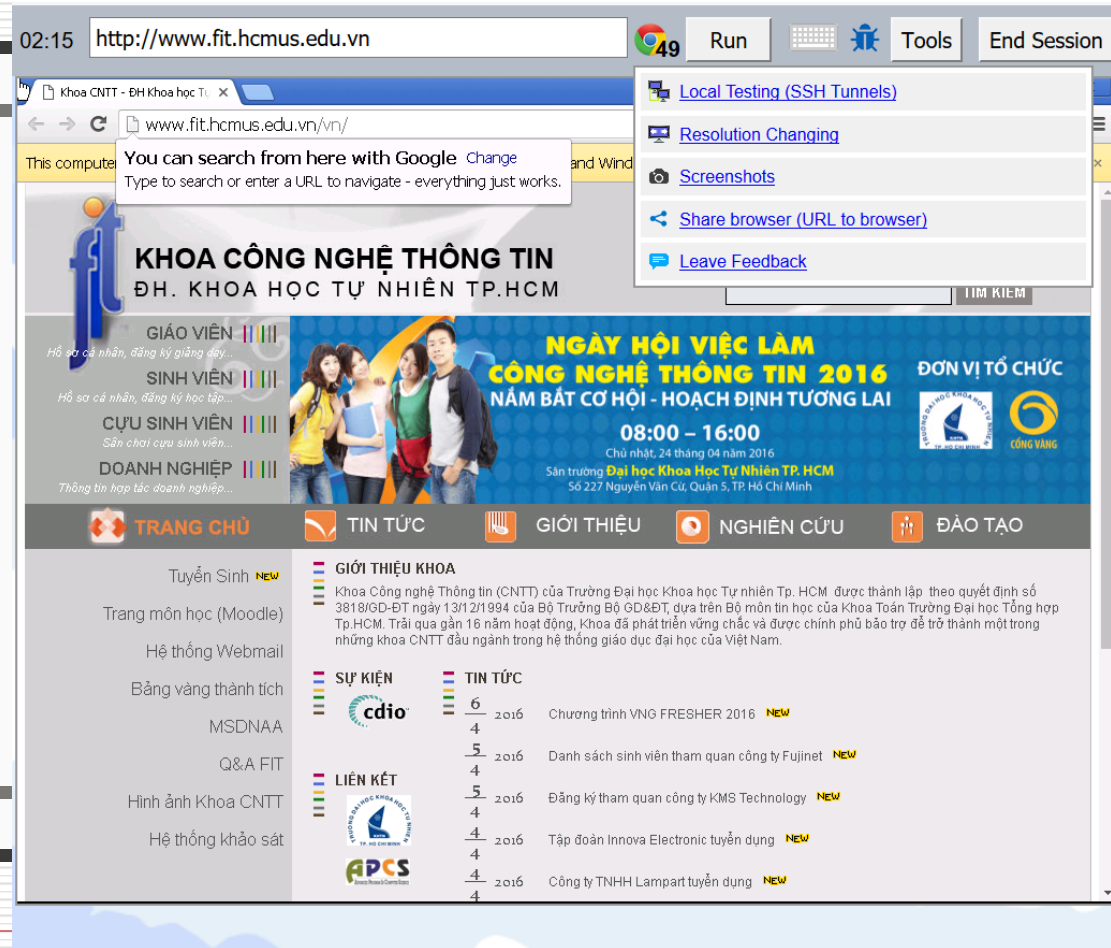 02:15 http://www.fit.hcmus.edu.vn 49 Run Tools End Session
Khoa CNTT - ĐH Khoa học Tự
Local Testing (SSH Tunnels)
www.fit.hcmus.edu.vn/vn/
Resolution Changing
This computer
You can search from here with Google Change
and Wind
Type to search or enter a URL to navigate - everything just works.
Screenshots
Share browser (URL to browser)
Leave Feedback
fit
KHOA CÔNG NGHỆ THÔNG TIN
ĐH. KHOA HỌC TỰ NHIÊN TP.HCM
TÌM KIẾM
GIÁO VIÊN
Hồ sơ cá nhân, đăng ký giảng dạy...
SINH VIÊN
Hồ sơ cá nhân, đăng ký học tập...
CỰU SINH VIÊN
Sân chơi cựu sinh viên...
DOANH NGHIỆP
Thông tin hợp tác doanh nghiệp...
NGÀY HỘI VIỆC LÀM
CÔNG NGHỆ THÔNG TIN 2016
NẮM BẮT CƠ HỘI - HOẠCH ĐỊNH TƯƠNG LAI
08:00 – 16:00
Chủ nhật, 24 tháng 04 năm 2016
Sân trường Đại học Khoa Học Tự Nhiên TP. HCM
Số 227 Nguyễn Văn Cừ, Quận 5, TP. Hồ Chí Minh
ĐƠN VỊ TỔ CHỨC
CỔNG VÀNG
TRANG CHỦ TIN TỨC GIỚI THIỆU NGHIÊN CỨU ĐÀO TẠO
Tuyển Sinh NEW
Trang môn học (Moodle)
Hệ thống Webmail
Bảng vàng thành tích
MSDNAA
Q&A FIT
Hình ảnh Khoa CNTT
Hệ thống khảo sát
GIỚI THIỆU KHOA
Khoa Công nghệ Thông tin (CNTT) của Trường Đại học Khoa học Tự nhiên Tp. HCM được thành lập theo quyết định số
3818/GD-ĐT ngày 13/12/1994 của Bộ Trưởng Bộ GD&ĐT, dựa trên Bộ môn tin học của Khoa Toán Trường Đại học Tổng hợp
Tp.HCM. Trải qua gần 16 năm hoạt động, Khoa đã phát triển vững chắc và được chính phủ bảo trợ để trở thành một trong
những khoa CNTT đầu ngành trong hệ thống giáo dục đại học của Việt Nam.
SỰ KIỆN
cdio
LIÊN KẾT
APCS
TIN TỨC
6/4 2016 Chương trình VNG FRESHER 2016 NEW
5/4 2016 Danh sách sinh viên tham quan công ty Fujinet NEW
5/4 2016 Đăng ký tham quan công ty KMS Technology NEW
4/4 2016 Tập đoàn Innova Electronic tuyển dụng NEW
4/4 2016 Công ty TNHH Lampart tuyển dụng NEW